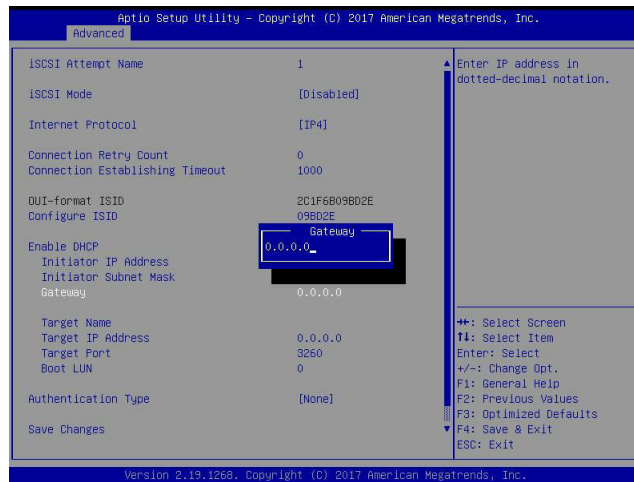 Aptio Setup Utility – Copyright (C) 2017 American Megatrends, Inc.
Advanced
iSCSI Attempt Name 1
iSCSI Mode [Disabled]
Internet Protocol [IP4]
Connection Retry Count 0
Connection Establishing Timeout 1000
OUI-format ISID 2C1F6B09BD2E
Configure ISID 09BD2E
Enable DHCP
Initiator IP Address
Initiator Subnet Mask
Gateway 0.0.0.0
Gateway
0.0.0.0_
Target Name
Target IP Address 0.0.0.0
Target Port 3260
Boot LUN 0
Authentication Type [None]
Save Changes
Enter IP address in
dotted-decimal notation.
→←: Select Screen
↑↓: Select Item
Enter: Select
+/-: Change Opt.
F1: General Help
F2: Previous Values
F3: Optimized Defaults
F4: Save & Exit
ESC: Exit
Version 2.19.1268. Copyright (C) 2017 American Megatrends, Inc.